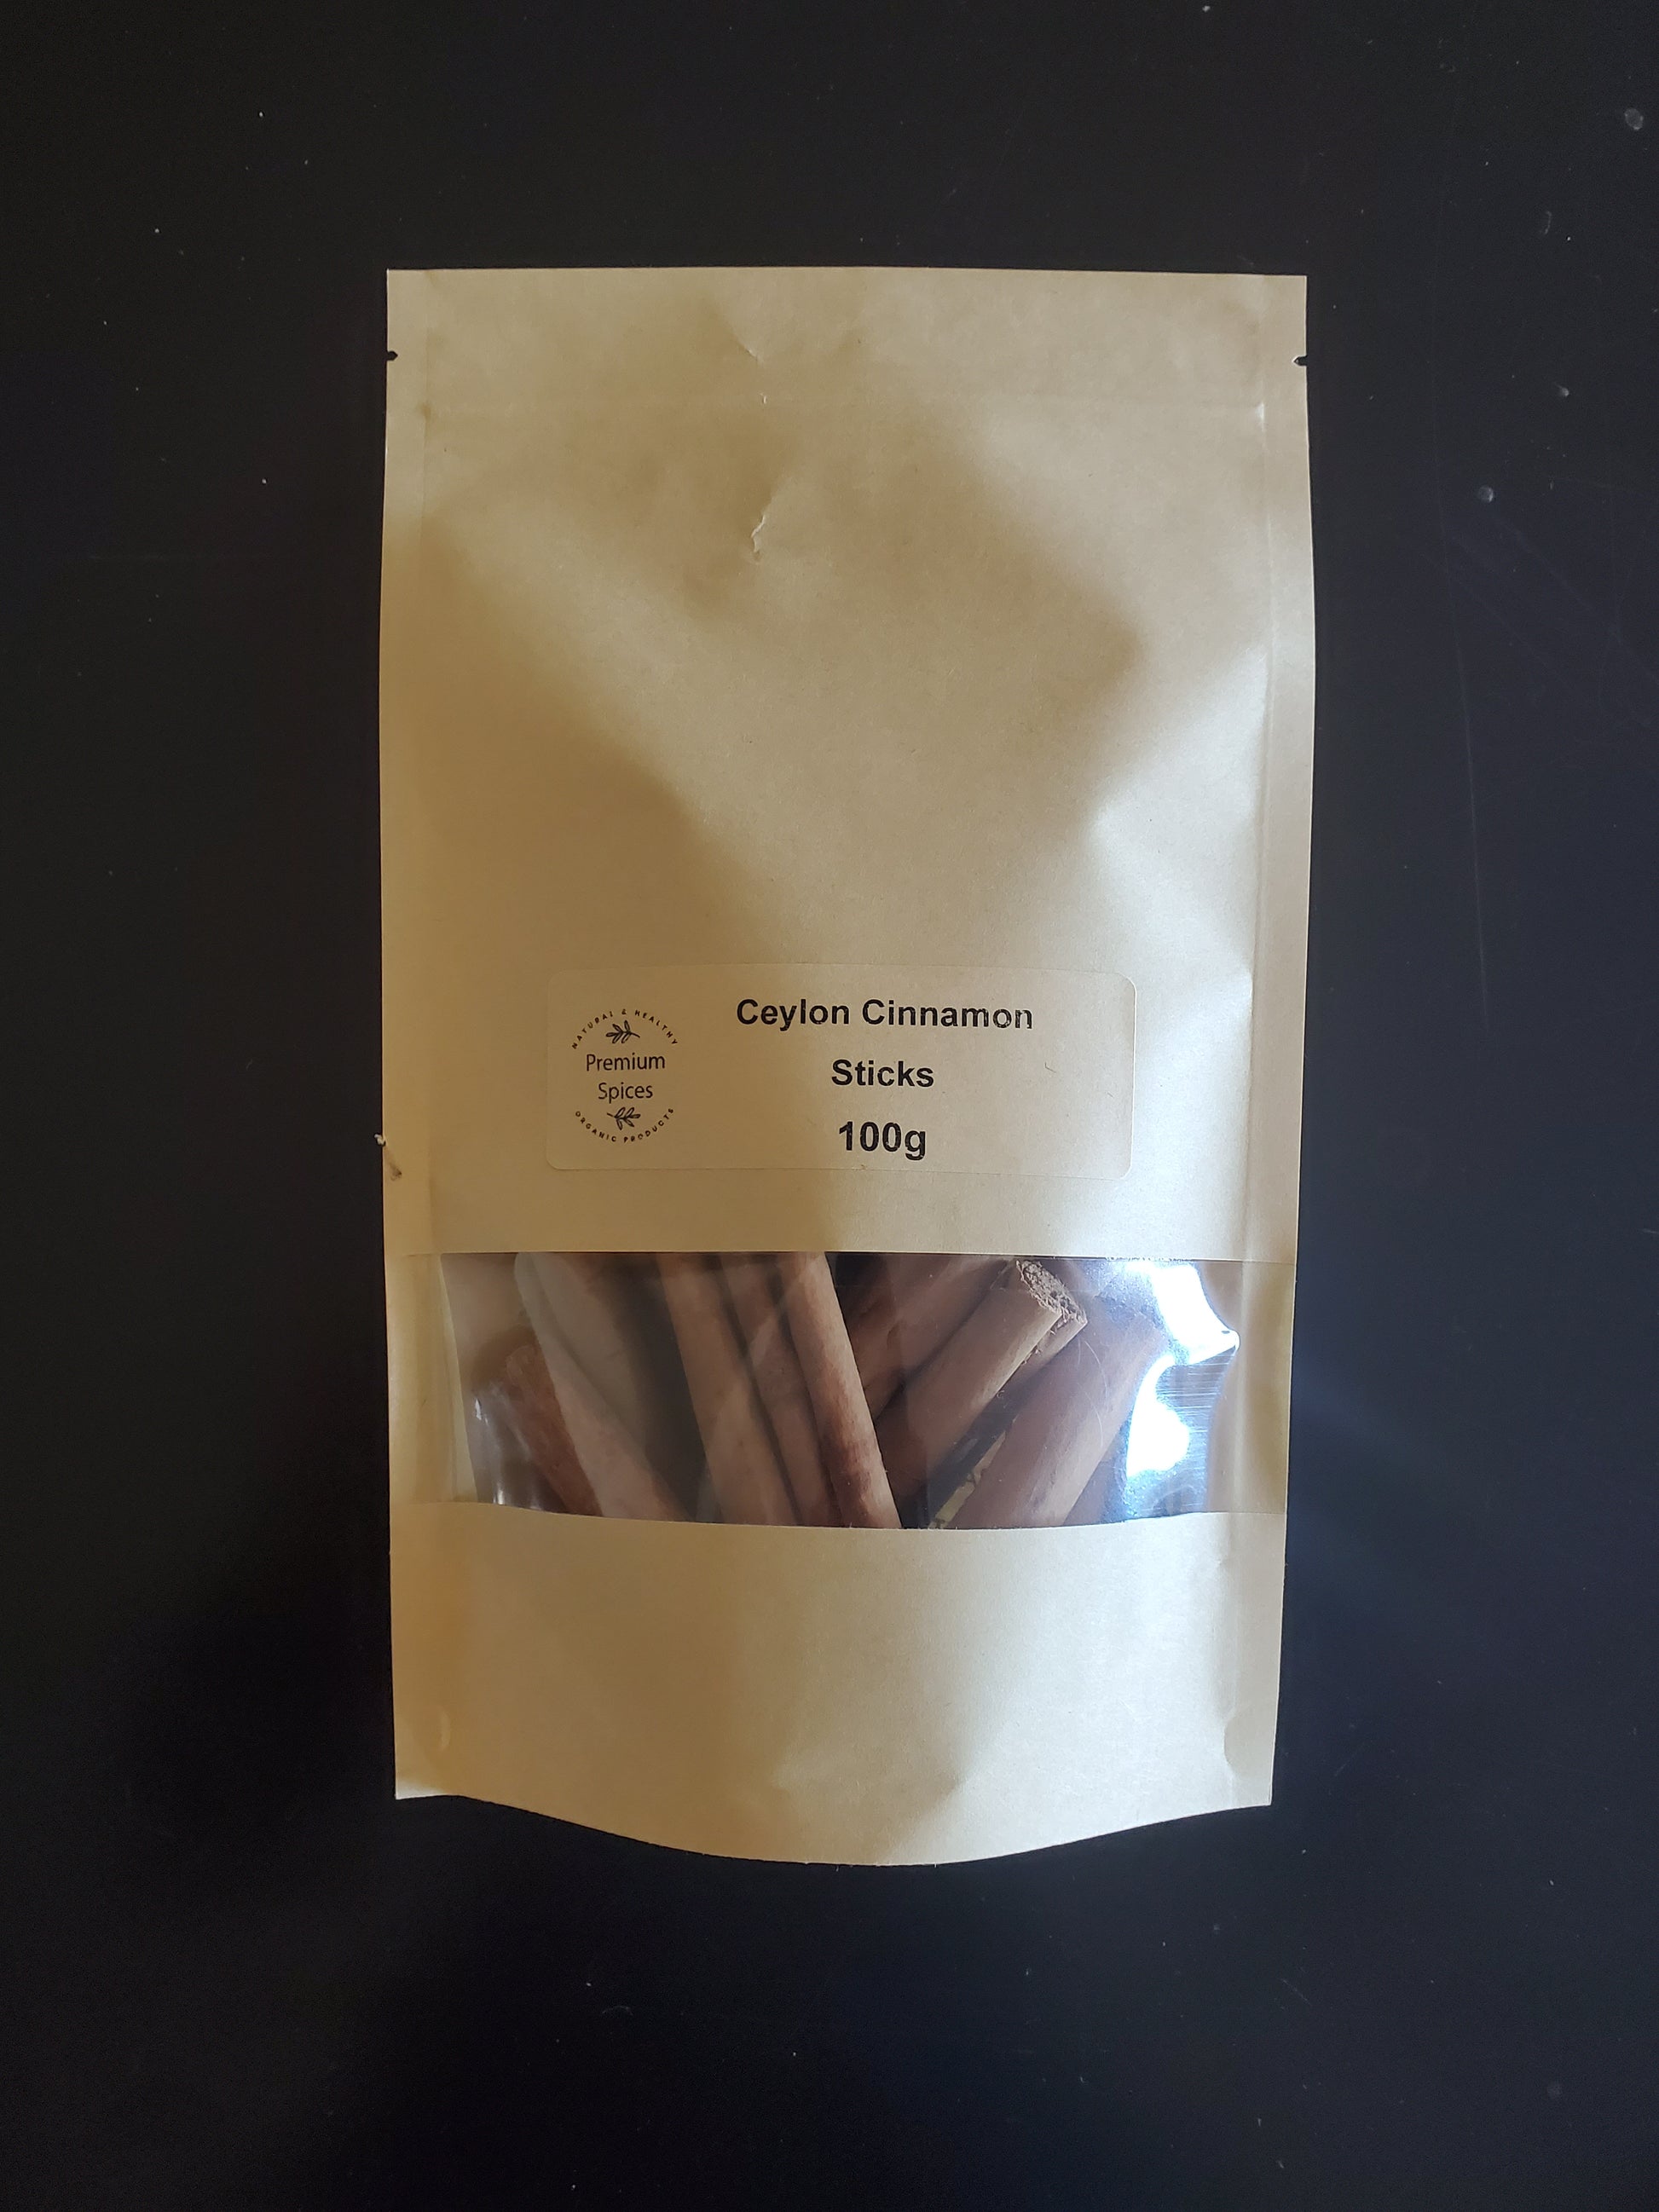 NATURAL & HEALTHY
Premium
Spices
ORGANIC PRODUCTS
Ceylon Cinnamon
Sticks
100g